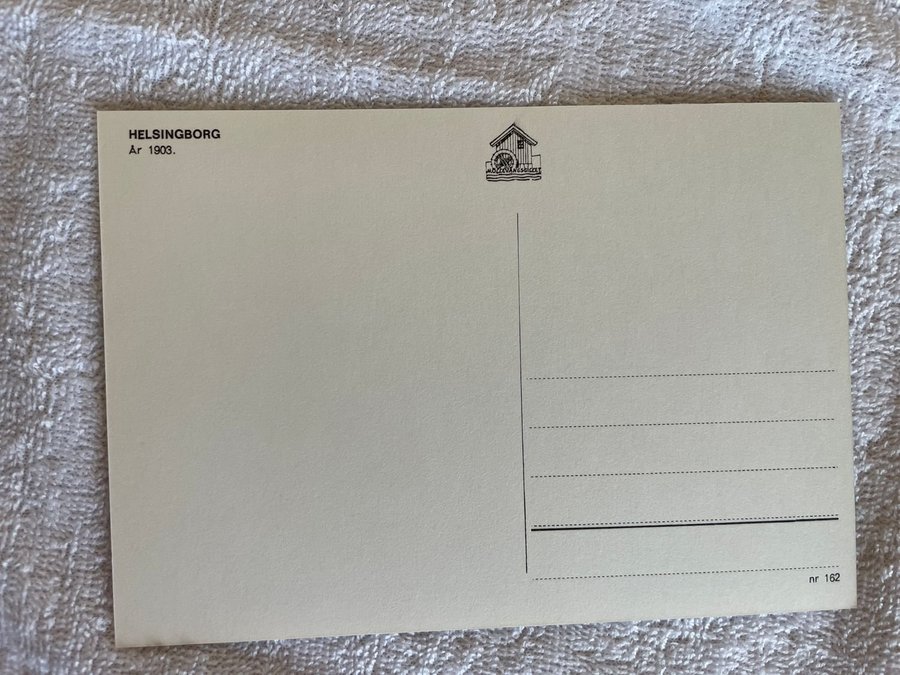 HELSINGBORG
År 1903.
nr 162